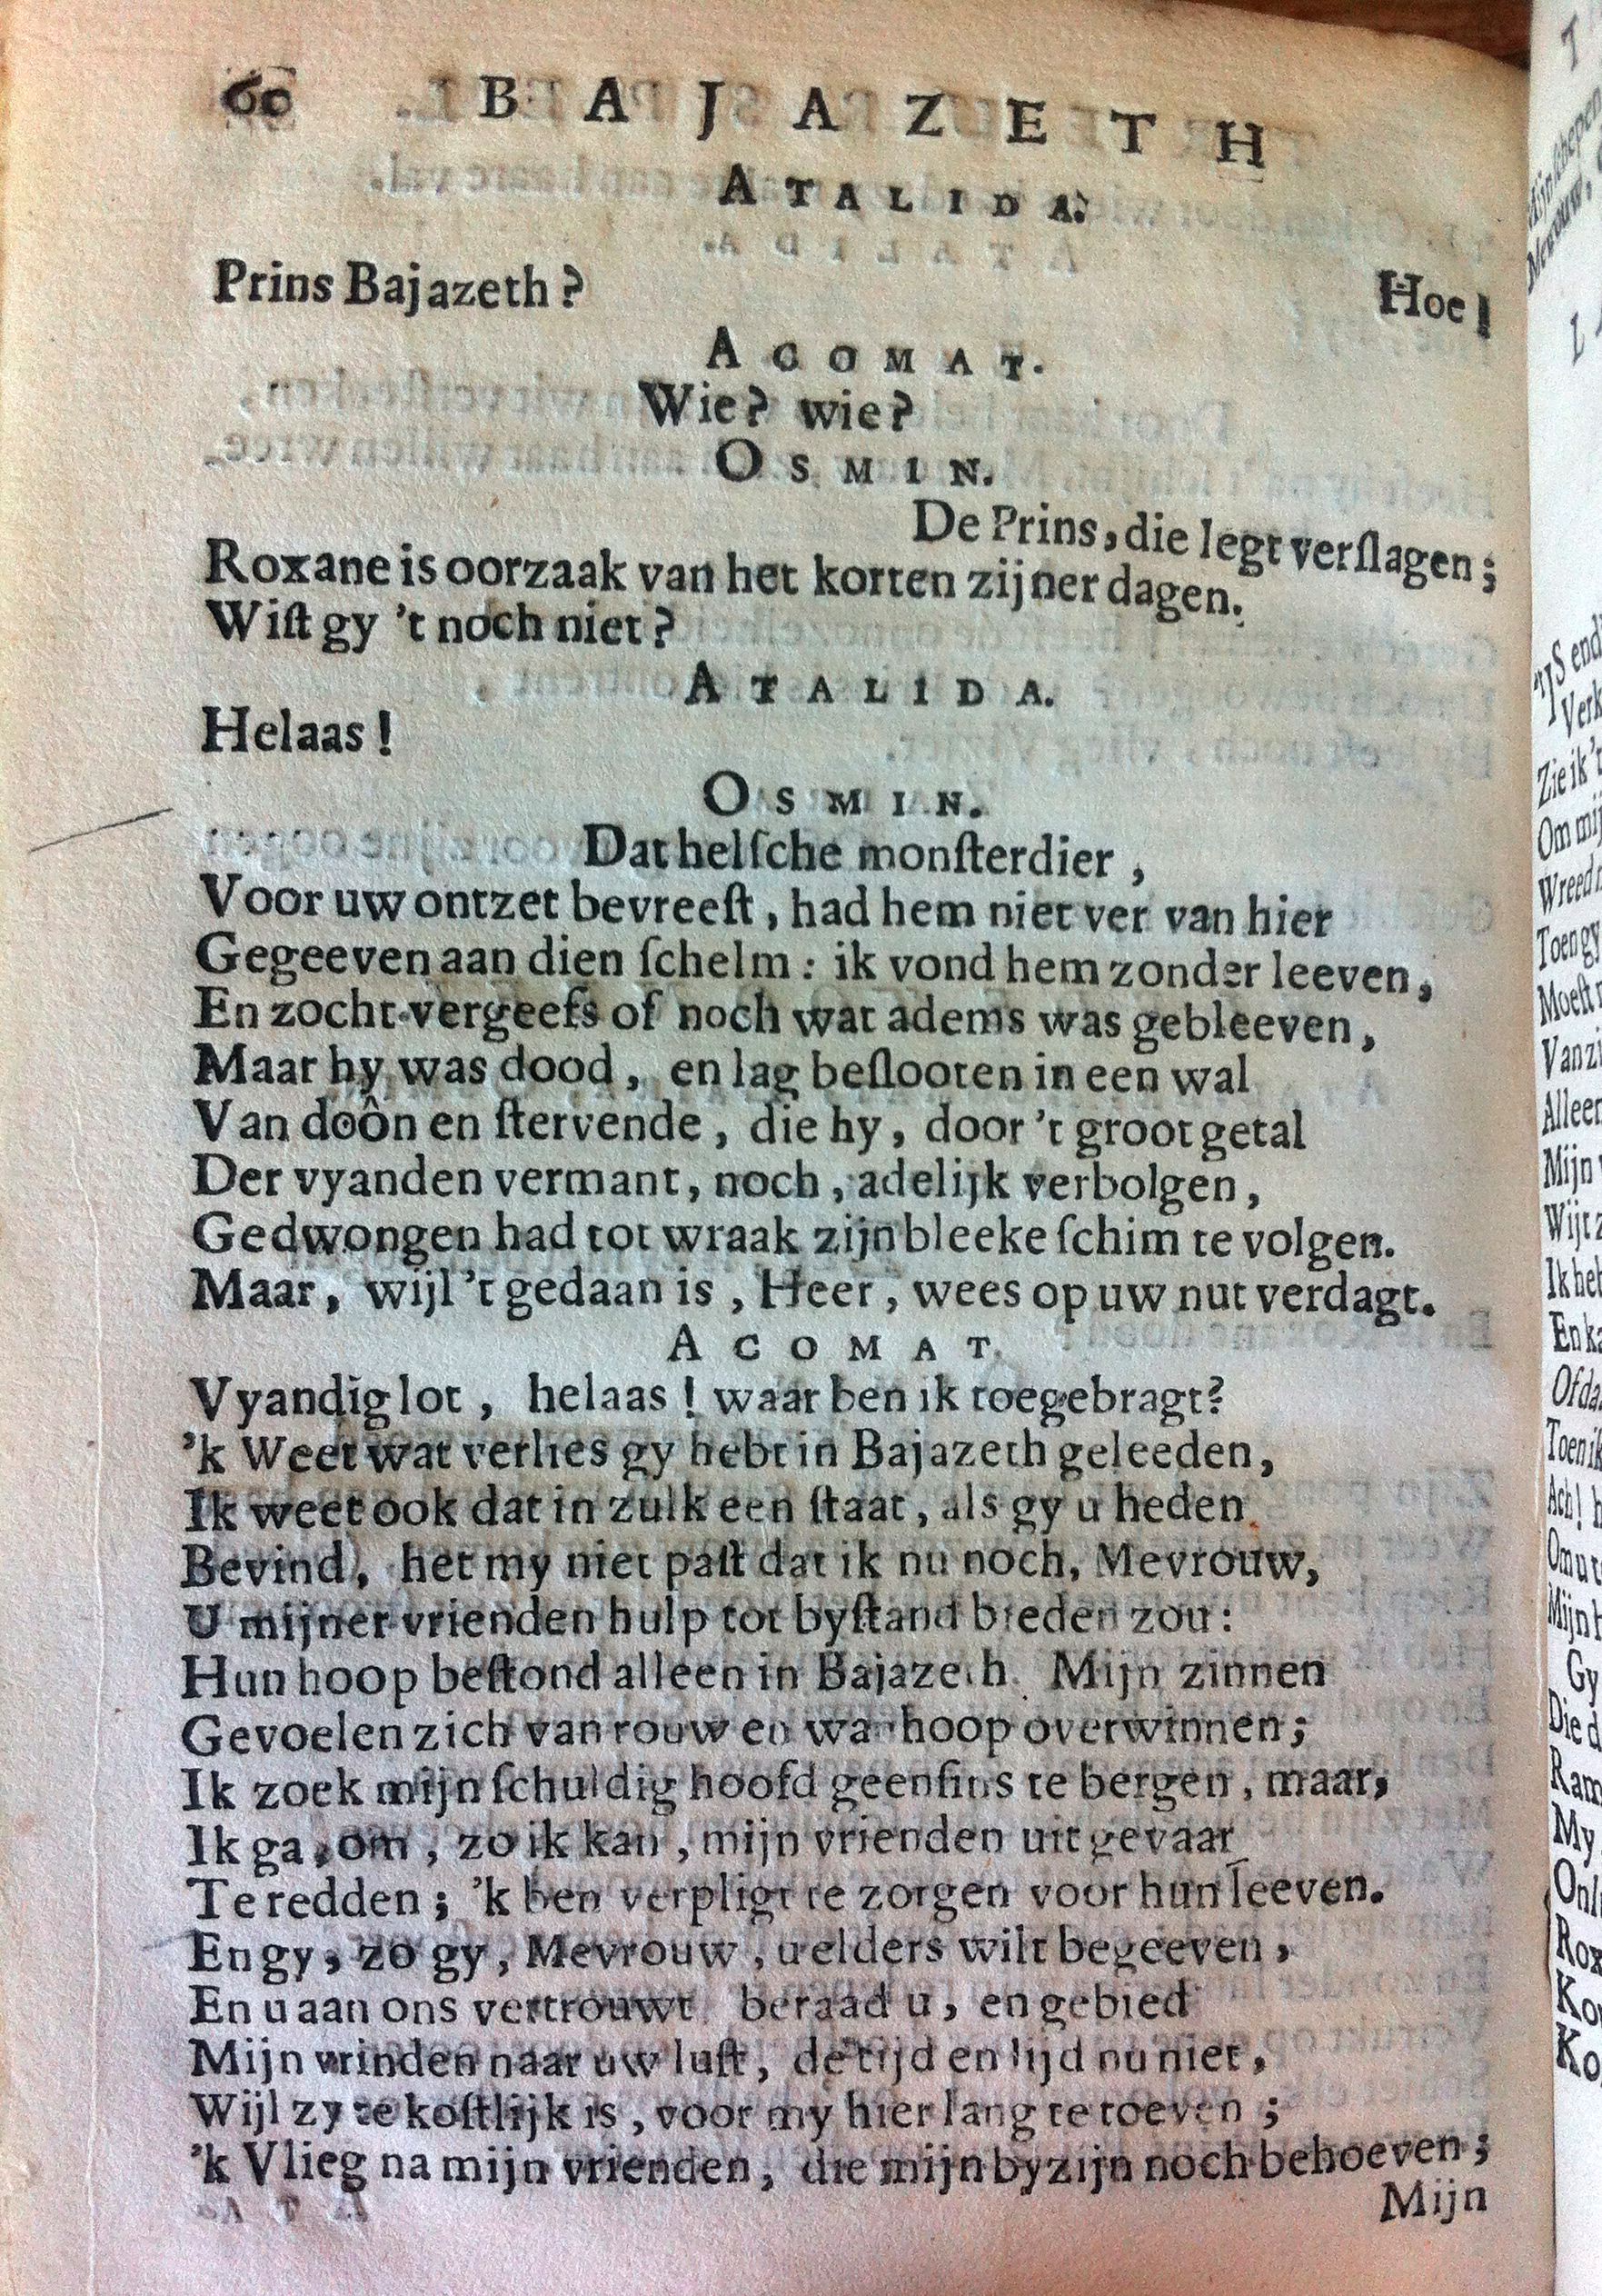 60 BAJAZETH
ATALIDA.
Prins Bajazeth? Hoe!
ACOMAT.
Wie? wie?
OSMIN.
De Prins, die legt verſlagen;
Roxane is oorzaak van het korten zijner dagen.
Wiſt gy 't noch niet?
ATALIDA.
Helaas!
OSMIN.
Dat helſche monſterdier,
Voor uw ontzet bevreeſt, had hem niet ver van hier
Gegeeven aan dien ſchelm: ik vond hem zonder leeven,
En zocht vergeefs of noch wat adems was gebleeven,
Maar hy was dood, en lag beſlooten in een wal
Van doôn en ſtervende, die hy, door 't groot getal
Der vyanden vermant, noch, adelijk verbolgen,
Gedwongen had tot wraak zijn bleeke ſchim te volgen.
Maar, wijl 't gedaan is, Heer, wees op uw nut verdagt.
ACOMAT.
Vyandig lot, helaas! waar ben ik toegebragt?
'k Weet wat verlies gy hebt in Bajazeth geleeden,
Ik weet ook dat in zulk een ſtaat, als gy u heden
Bevind, het my niet paſt dat ik nu noch, Mevrouw,
U mijner vrienden hulp tot byſtand bieden zou:
Hun hoop beſtond alleen in Bajazeth. Mijn zinnen
Gevoelen zich van rouw en wanhoop overwinnen;
Ik zoek mijn ſchuldig hoofd geenſins te bergen, maar,
Ik ga, om, zo ik kan, mijn vrienden uit gevaar
Te redden; 'k ben verpligt te zorgen voor hun leeven.
En gy, zo gy, Mevrouw, u elders wilt begeeven,
En u aan ons vertrouwt beraad u, en gebied
Mijn vrinden naar uw luſt, de tijd en lijd nu niet,
Wijl zy te koſtlijk is, voor my hier lang te toeven;
'k Vlieg na mijn vrienden, die mijn byzijn noch behoeven;
Mijn